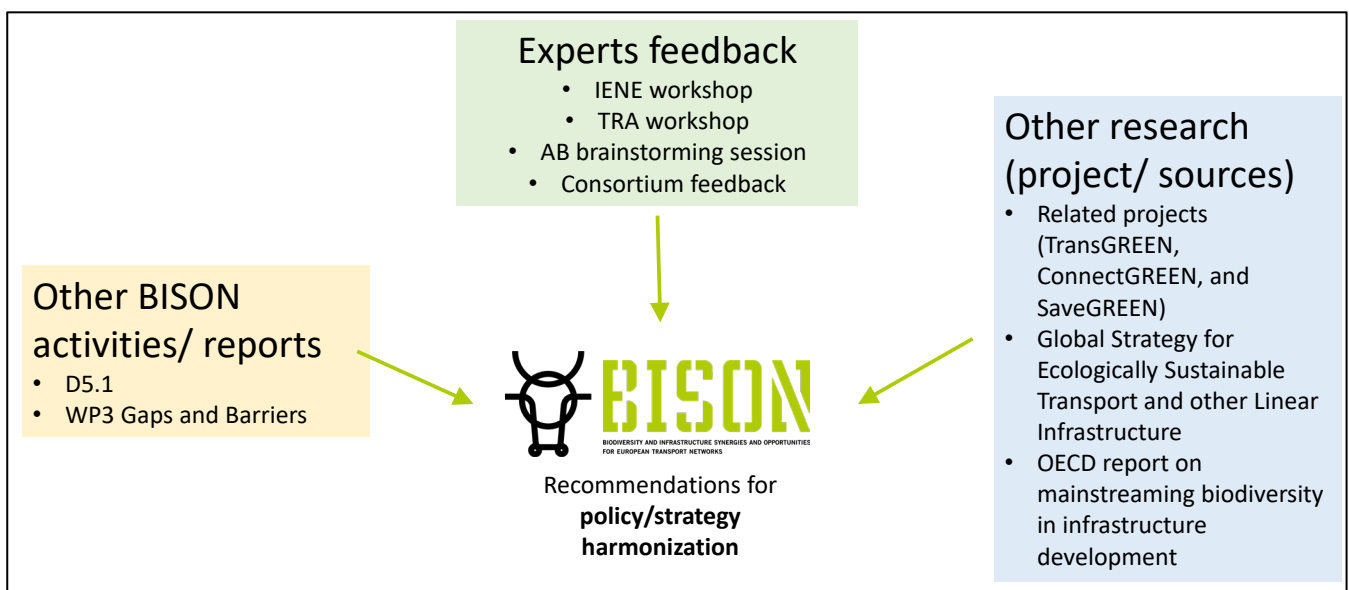 Experts feedback
• IENE workshop
• TRA workshop
• AB brainstorming session
• Consortium feedback
Other BISON
activities/ reports
• D5.1
• WP3 Gaps and Barriers
Other research
(project/ sources)
• Related projects
(TransGREEN,
ConnectGREEN, and
SaveGREEN)
• Global Strategy for
Ecologically Sustainable
Transport and other Linear
Infrastructure
• OECD report on
mainstreaming biodiversity
in infrastructure
development
BISON
BIODIVERSITY AND INFRASTRUCTURE SYNERGIES AND OPPORTUNITIES
FOR EUROPEAN TRANSPORT NETWORKS
Recommendations for
policy/strategy
harmonization